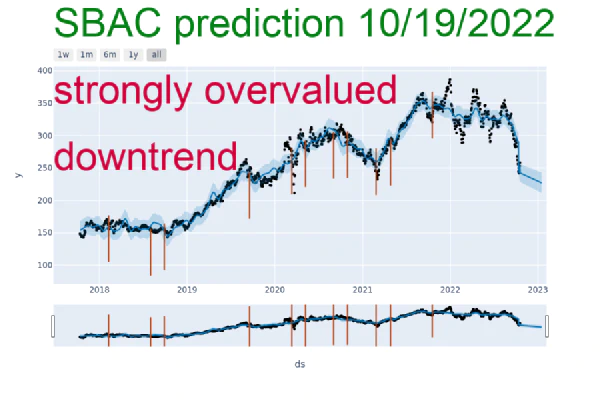 SBAC prediction 10/19/2022
1w 1m 6m 1y all
400
strongly overvalued
350
300
downtrend
250
200
150
100
y
2018 2019 2020 2021 2022 2023
ds